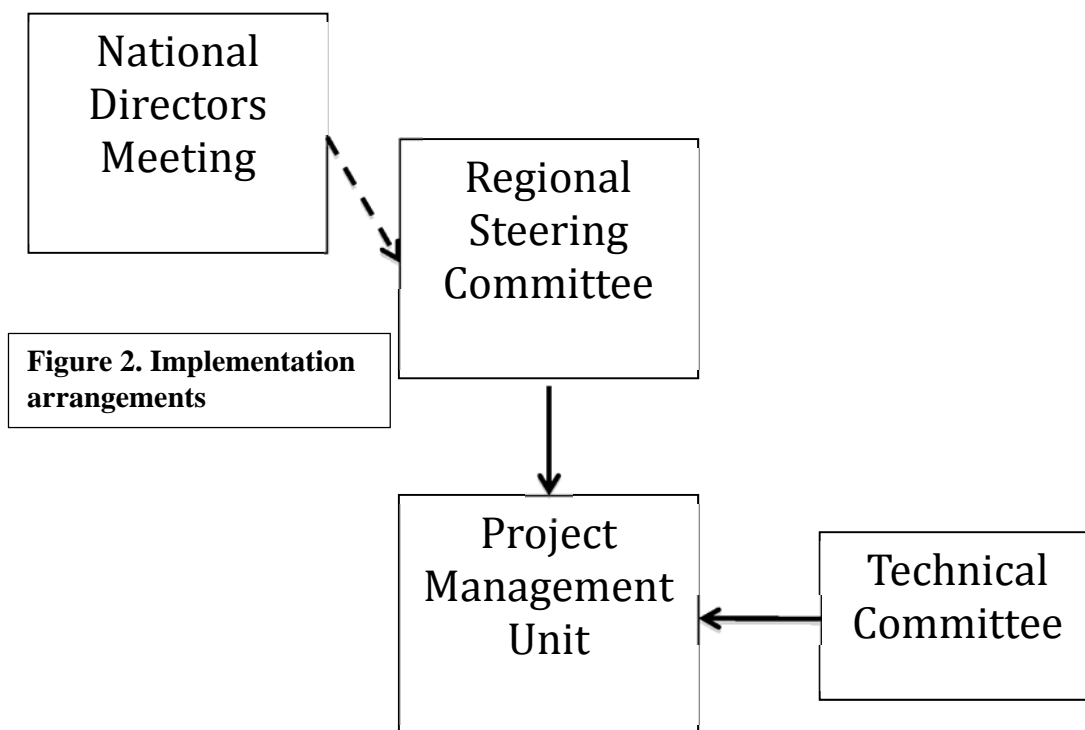 National
Directors
Meeting
Regional
Steering
Committee
Figure 2. Implementation
arrangements
Project
Management
Unit
Technical
Committee